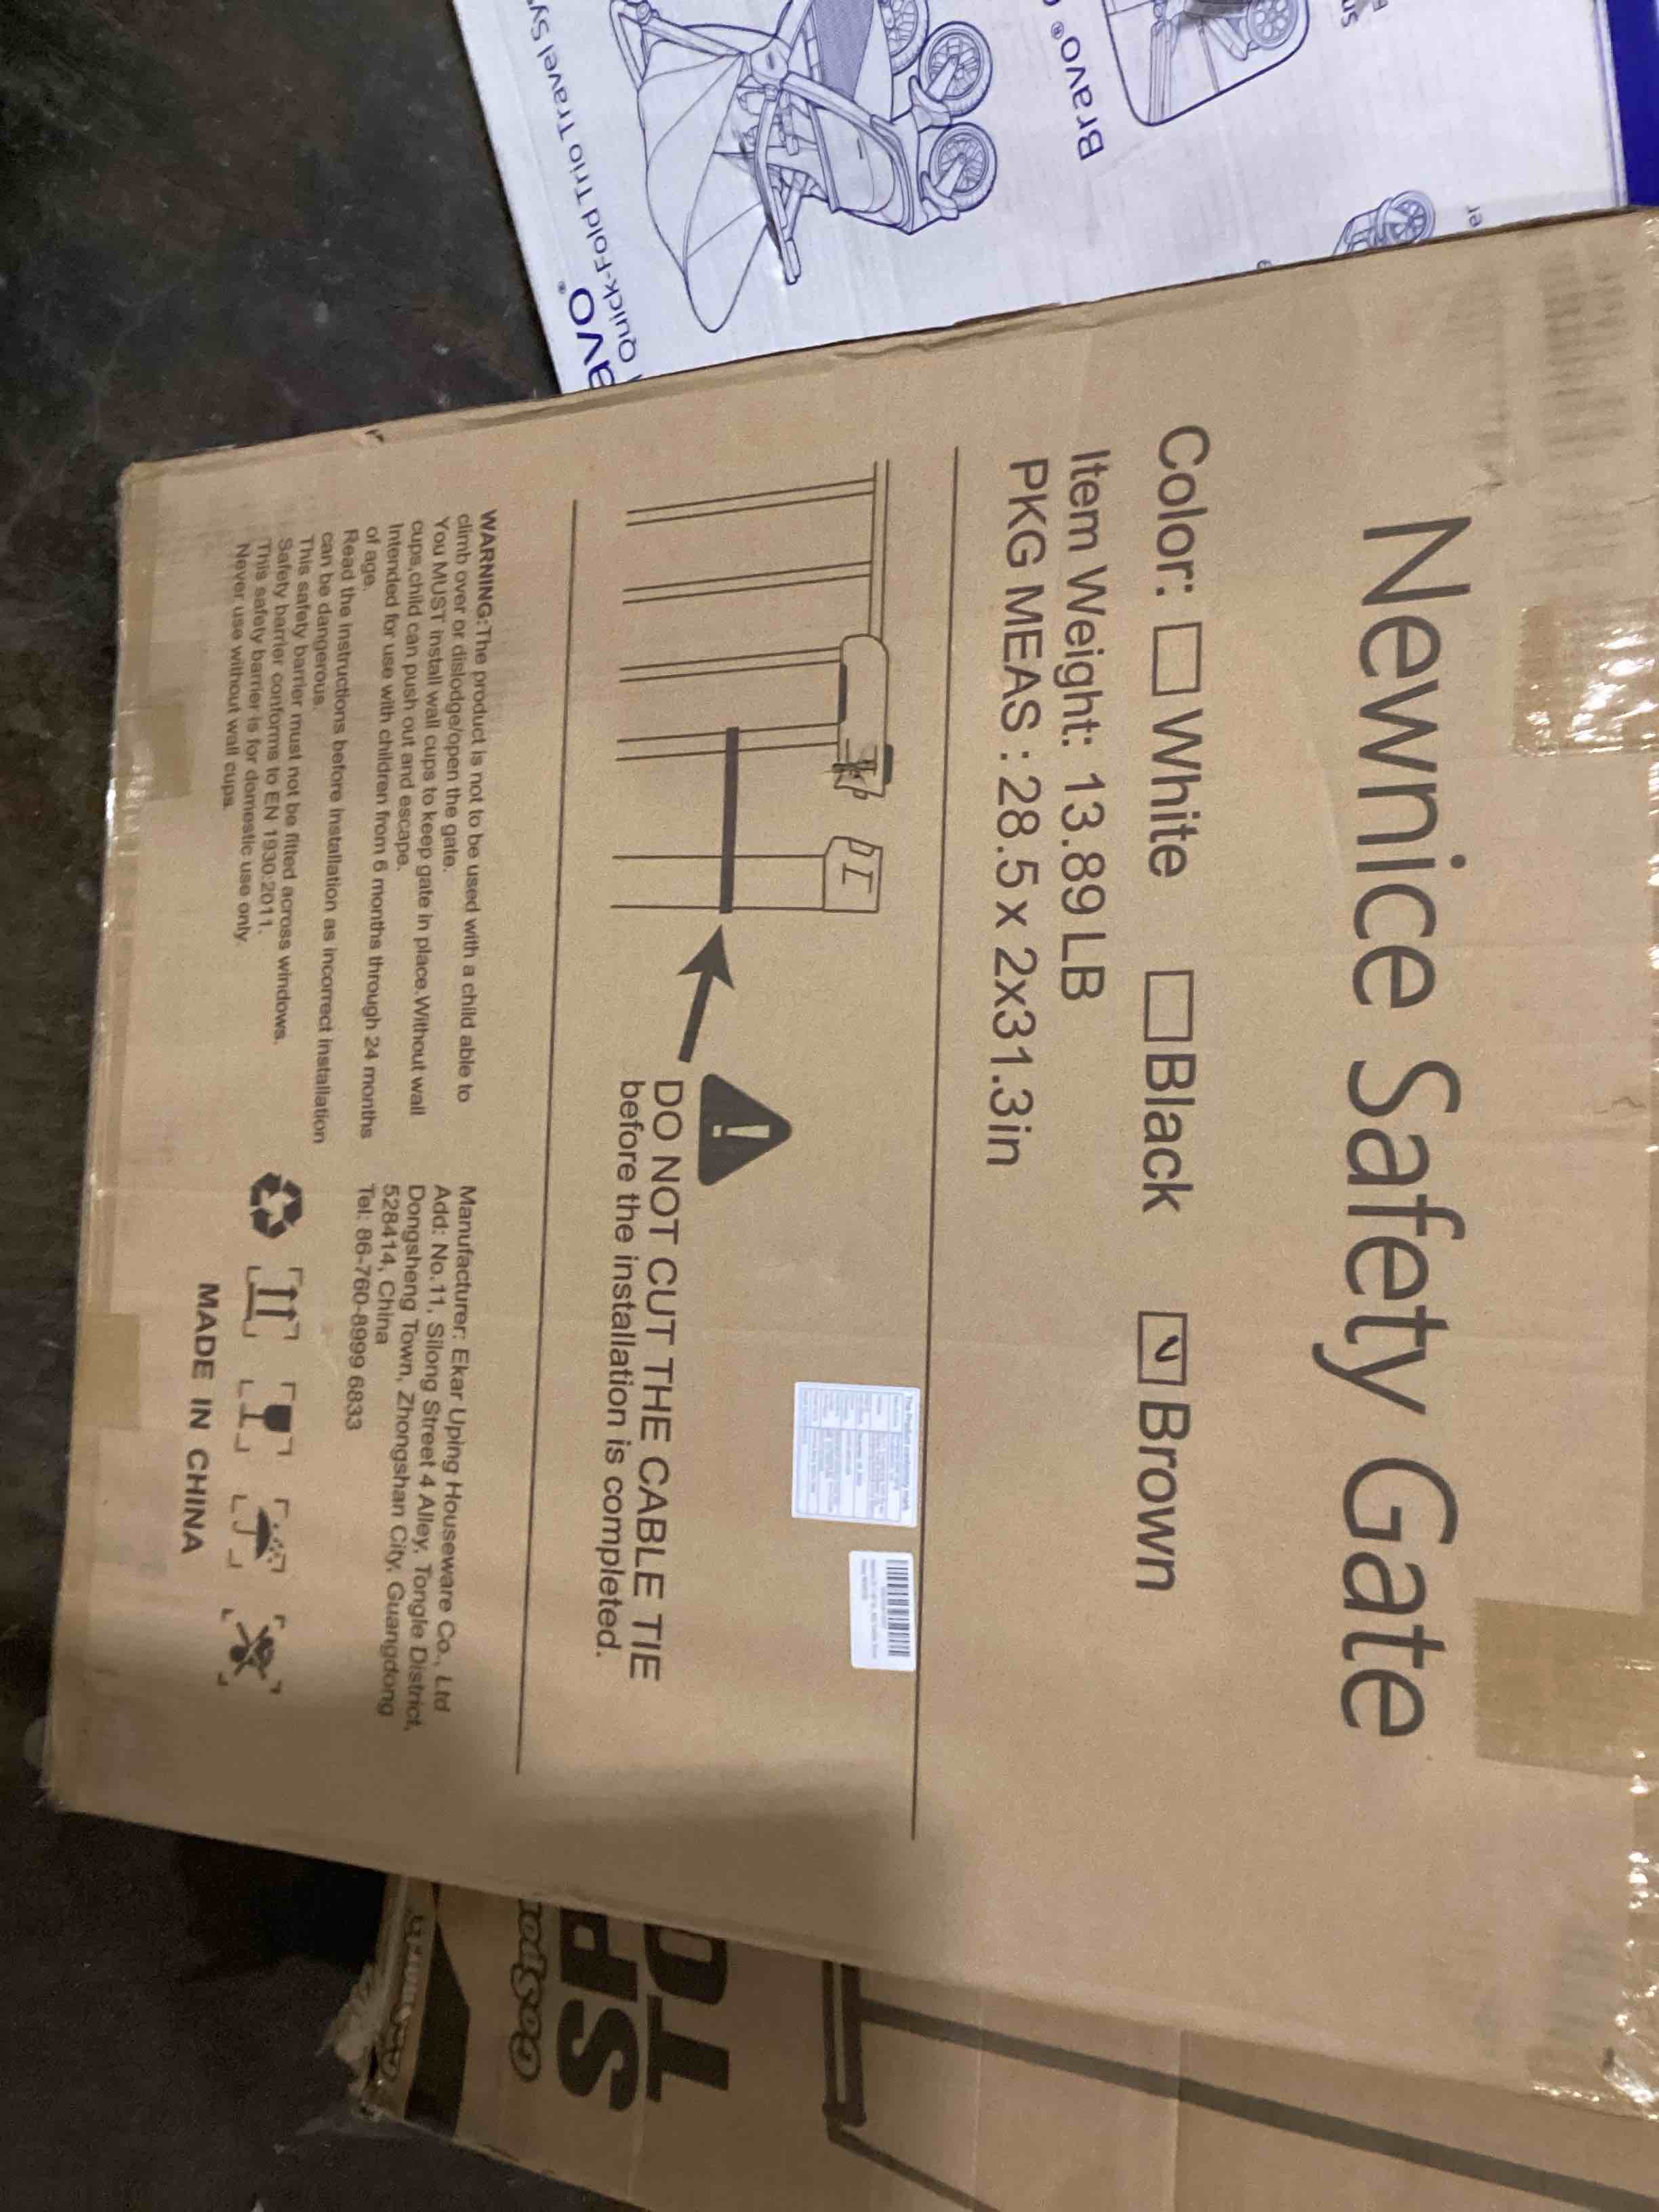 Newnice Safety Gate
Color: White Black Brown
Item Weight: 13.89 LB
PKG MEAS : 28.5 x 2x31.3in
DO NOT CUT THE CABLE TIE
before the installation is completed.
WARNING:The product is not to be used with a child able to
climb over or dislodge/open the gate.
You MUST install wall cups to keep gate in place.Without wall
cups,child can push out and escape.
Intended for use with children from 6 months through 24 months
of age.
Read the instructions before installation as incorrect installation
can be dangerous.
This safety barrier must not be fitted across windows.
Safety barrier conforms to EN 1930:2011.
This safety barrier is for domestic use only.
Never use without wall cups.
Manufacturer: Ekar Uping Houseware Co., Ltd
Add: No.11, Silong Street 4 Alley, Tongle District,
Dongsheng Town, Zhongshan City, Guangdong
528414, China
Tel: 86-760-8999 6833
MADE IN CHINA
Bravo®
avo®
Quick-Fold Trio Travel Sy
OT
PS